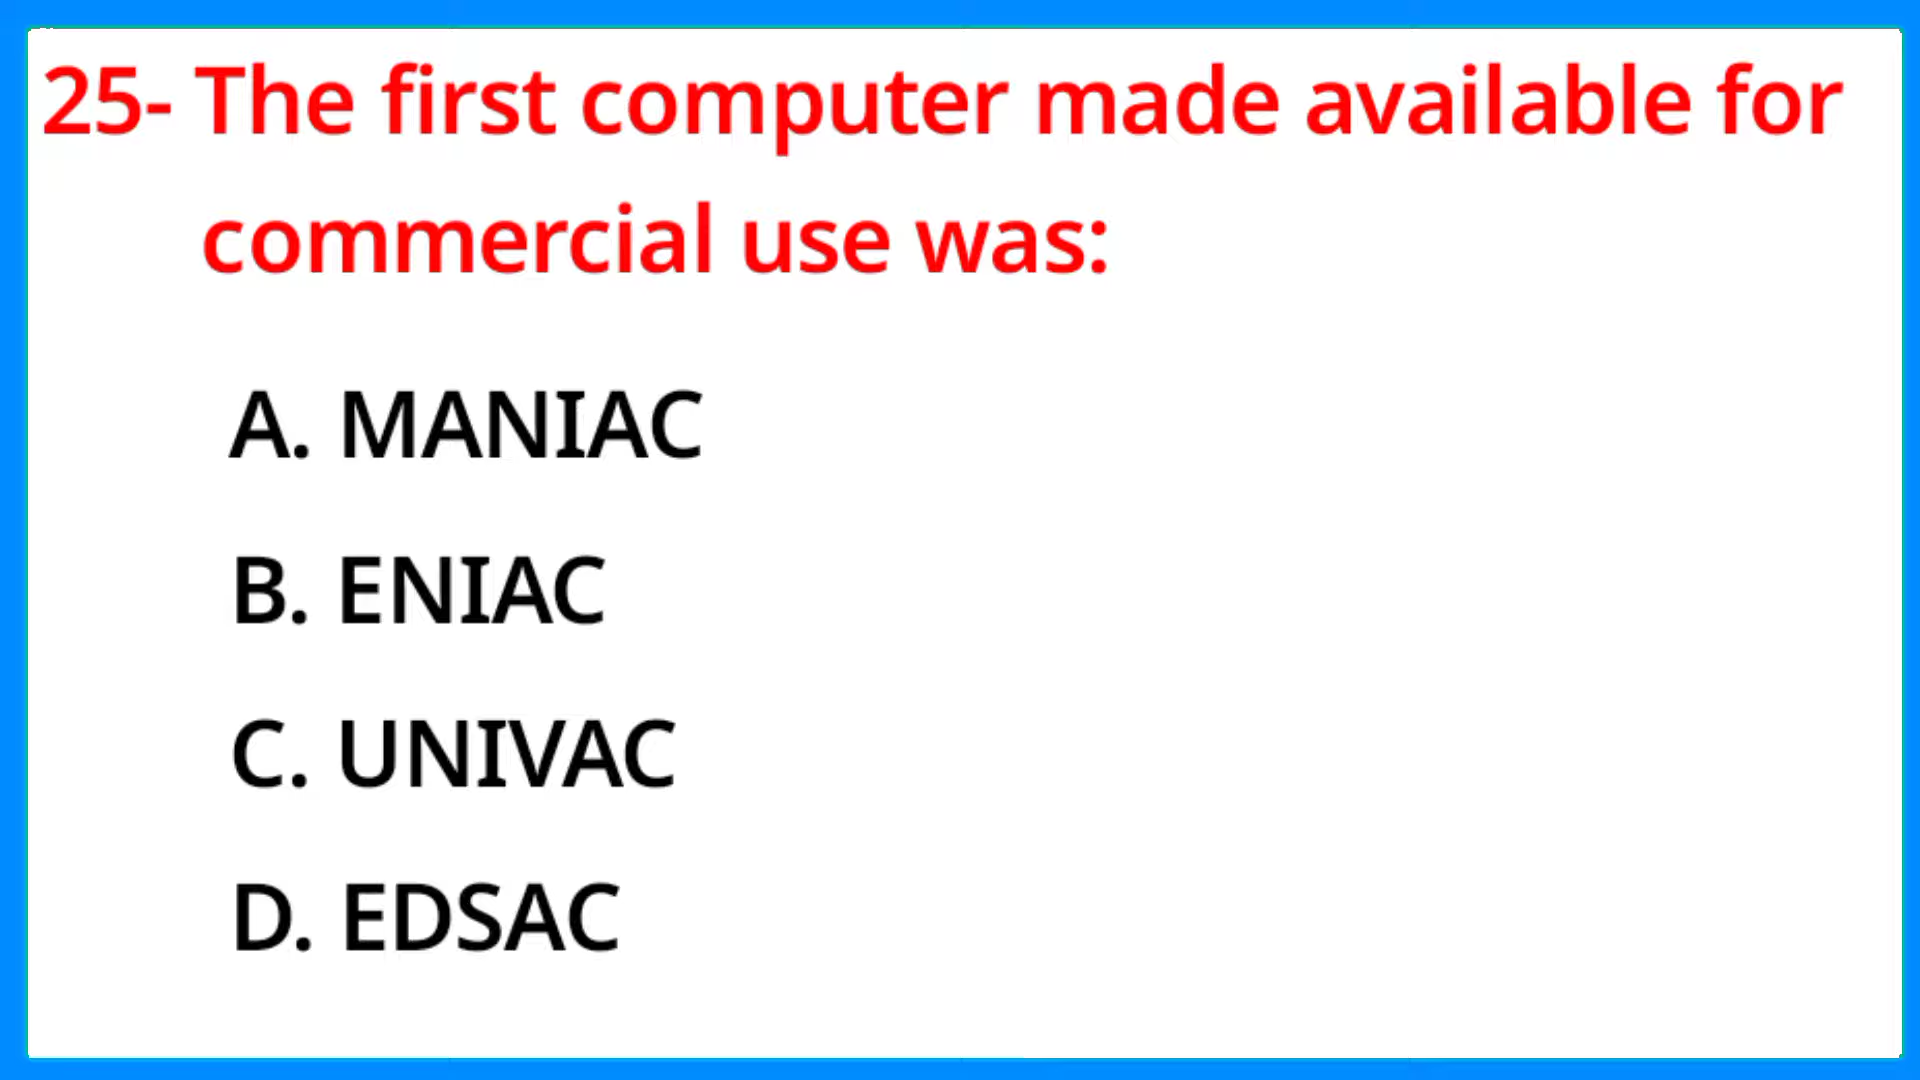 25- The first computer made available for
commercial use was:
A. MANIAC
B. ENIAC
C. UNIVAC
D. EDSAC